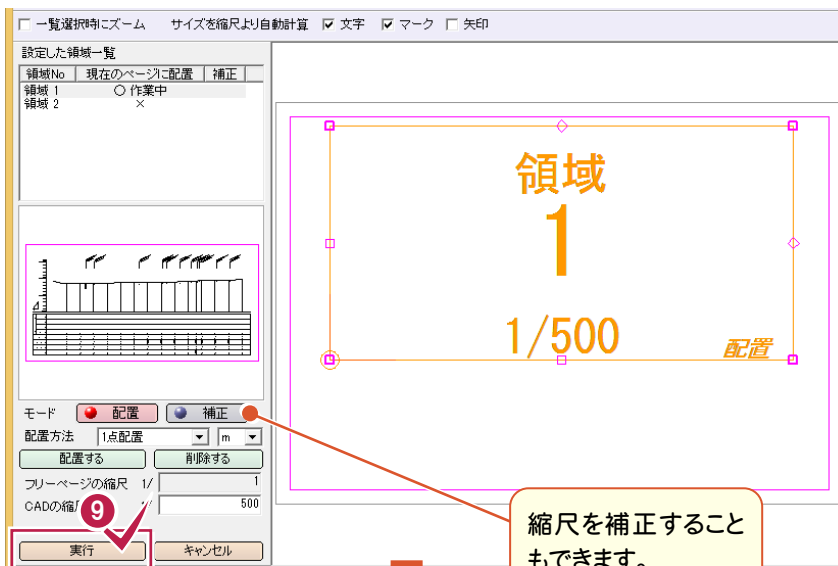 一覧選択時にズーム サイズを縮尺より自動計算 文字 マーク 矢印
設定した領域一覧
領域No 現在のページに配置 補正
領域 1 ○ 作業中
領域 2 ×
領域
1
1/500
配置
モード 配置 補正
配置方法 1点配置 m
配置する 削除する
フリーページの縮尺 1/ 1
CADの縮 500
9
実行 キャンセル
縮尺を補正すること
もできます。